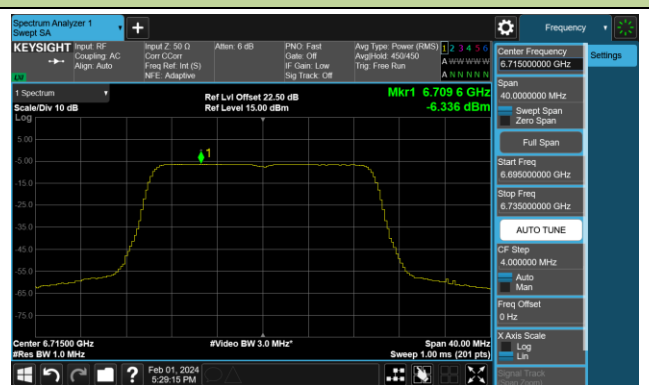 Spectrum Analyzer 1
Swept SA
Frequency
KEYSIGHT
Input: RF
Coupling: AC
Align: Auto
Input Z: 50 Ω
Corr CCorr
Freq Ref: Int (S)
NFE: Adaptive
Atten: 6 dB
PNO: Fast
Gate: Off
IF Gain: Low
Sig Track: Off
Avg Type: Power (RMS)
Avg|Hold: 450/450
Trig: Free Run
1 2 3 4 5 6
A W W W W W
A N N N N N
LXI
1 Spectrum
Scale/Div 10 dB
Ref Lvl Offset 22.50 dB
Ref Level 15.00 dBm
Mkr1 6.709 6 GHz
-6.336 dBm
Log
1
5.00
-5.00
-15.0
-25.0
-35.0
-45.0
-55.0
-65.0
-75.0
Center 6.71500 GHz
#Res BW 1.0 MHz
#Video BW 3.0 MHz*
Span 40.00 MHz
Sweep 1.00 ms (201 pts)
Center Frequency
6.715000000 GHz
Settings
Span
40.0000000 MHz
Swept Span
Zero Span
Full Span
Start Freq
6.695000000 GHz
Stop Freq
6.735000000 GHz
AUTO TUNE
CF Step
4.000000 MHz
Auto
Man
Freq Offset
0 Hz
X Axis Scale
Log
Lin
Signal Track
(Span Zoom)
?
Feb 01, 2024
5:29:15 PM